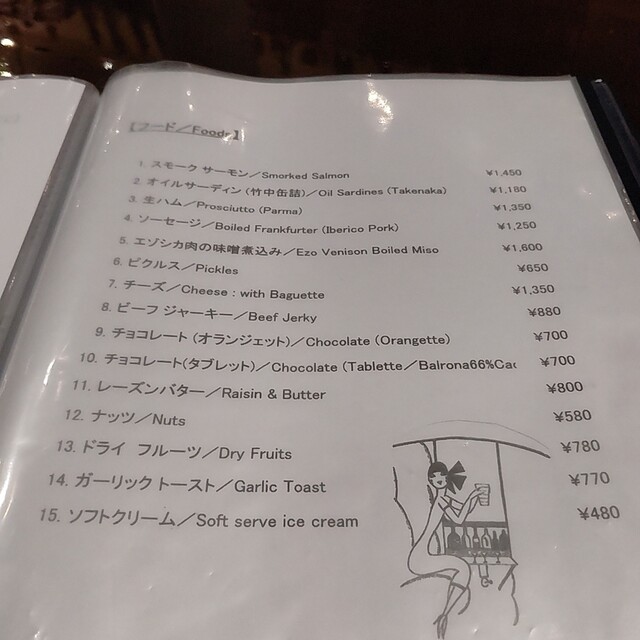 【フード／Foods】
1. スモーク サーモン／Smorked Salmon ¥1,450
2. オイルサーディン (竹中缶詰)／Oil Sardines (Takenaka) ¥1,180
3. 生ハム／Prosciutto (Parma) ¥1,350
4. ソーセージ／Boiled Frankfurter (Iberico Pork) ¥1,250
5. エゾシカ肉の味噌煮込み／Ezo Venison Boiled Miso ¥1,600
6. ピクルス／Pickles ¥650
7. チーズ／Cheese : with Baguette ¥1,350
8. ビーフ ジャーキー／Beef Jerky ¥880
9. チョコレート (オランジェット)／Chocolate (Orangette) ¥700
10. チョコレート(タブレット)／Chocolate (Tablette／Balrona66%Cac ¥700
11. レーズンバター／Raisin & Butter ¥800
12. ナッツ／Nuts ¥580
13. ドライ フルーツ／Dry Fruits ¥780
14. ガーリック トースト／Garlic Toast ¥770
15. ソフトクリーム／Soft serve ice cream ¥480